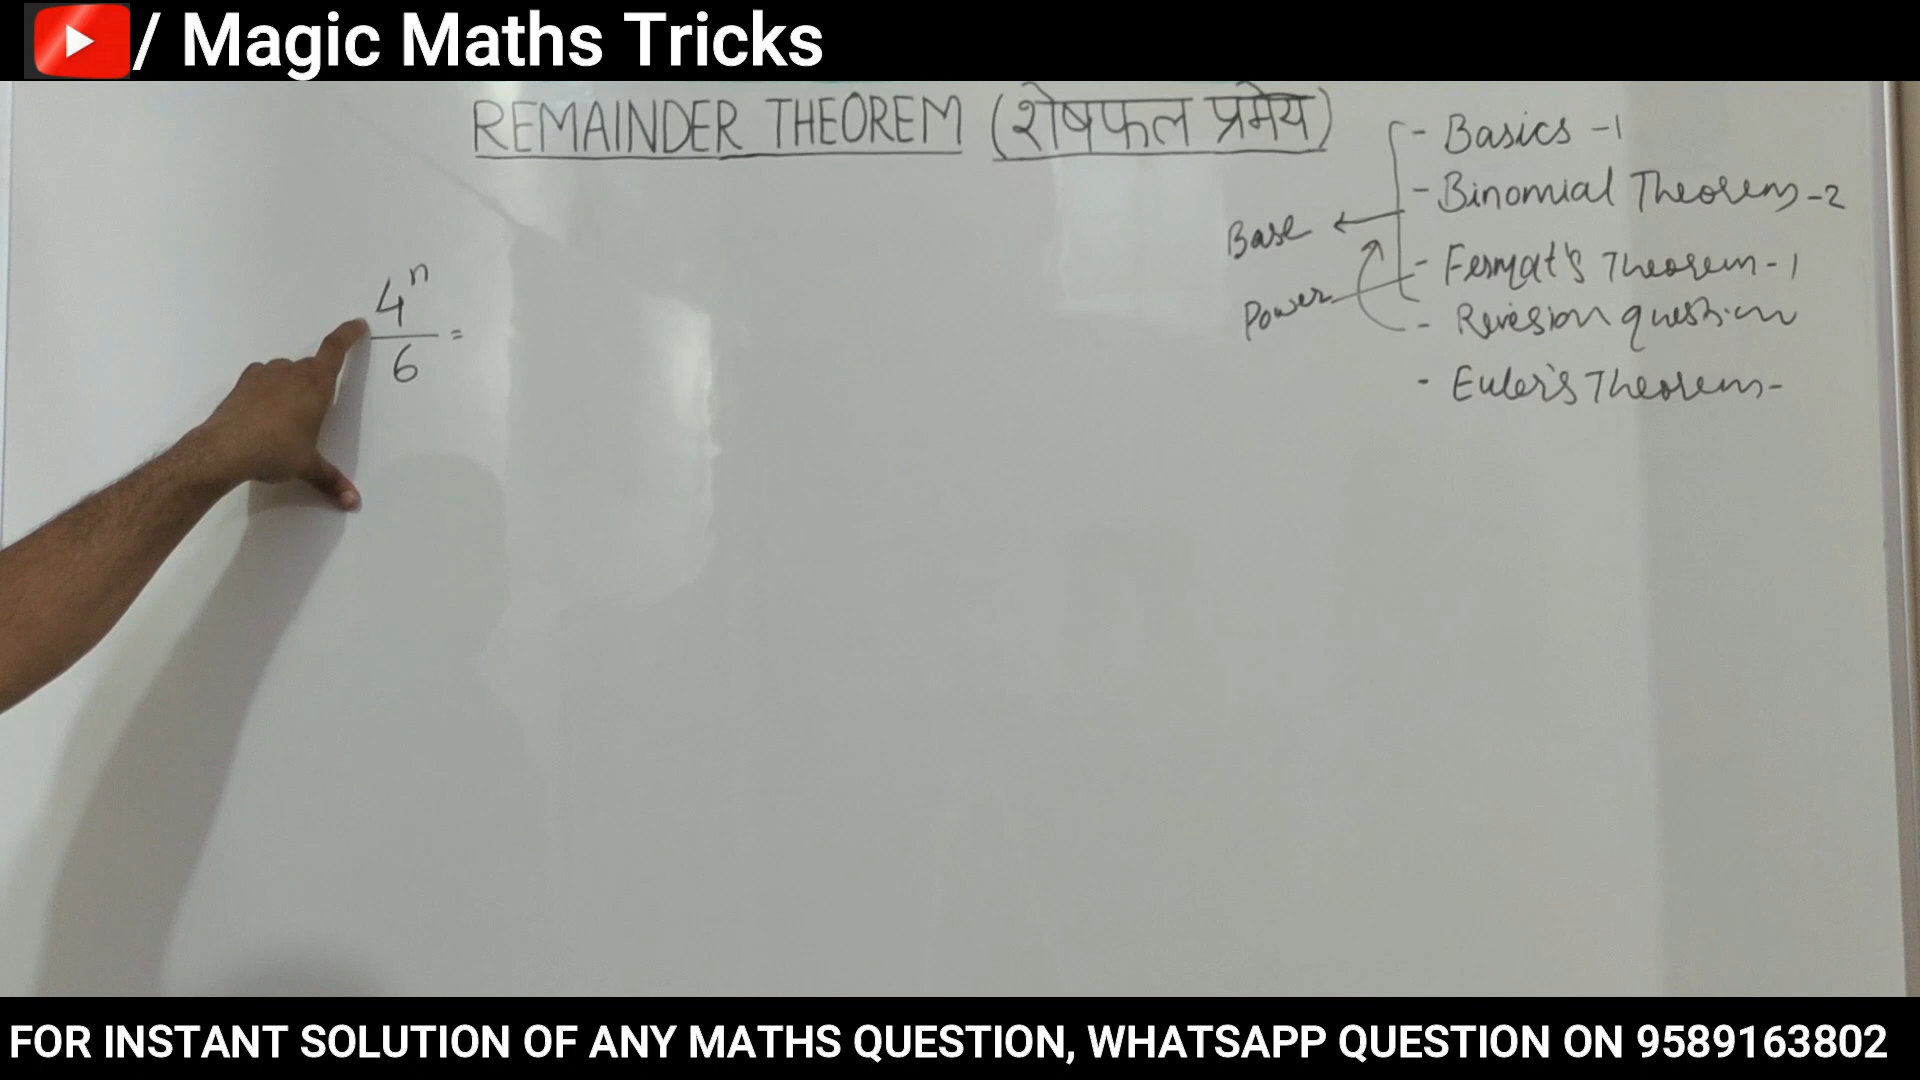 / Magic Maths Tricks
REMAINDER THEOREM (शेषफल प्रमेय)
- Basics -1
- Binomial Theorem -2
Base
- Fermat's Theorem - 1
Power
- Revision question
- Euler's Theorem -
4ⁿ
6 =
FOR INSTANT SOLUTION OF ANY MATHS QUESTION, WHATSAPP QUESTION ON 9589163802